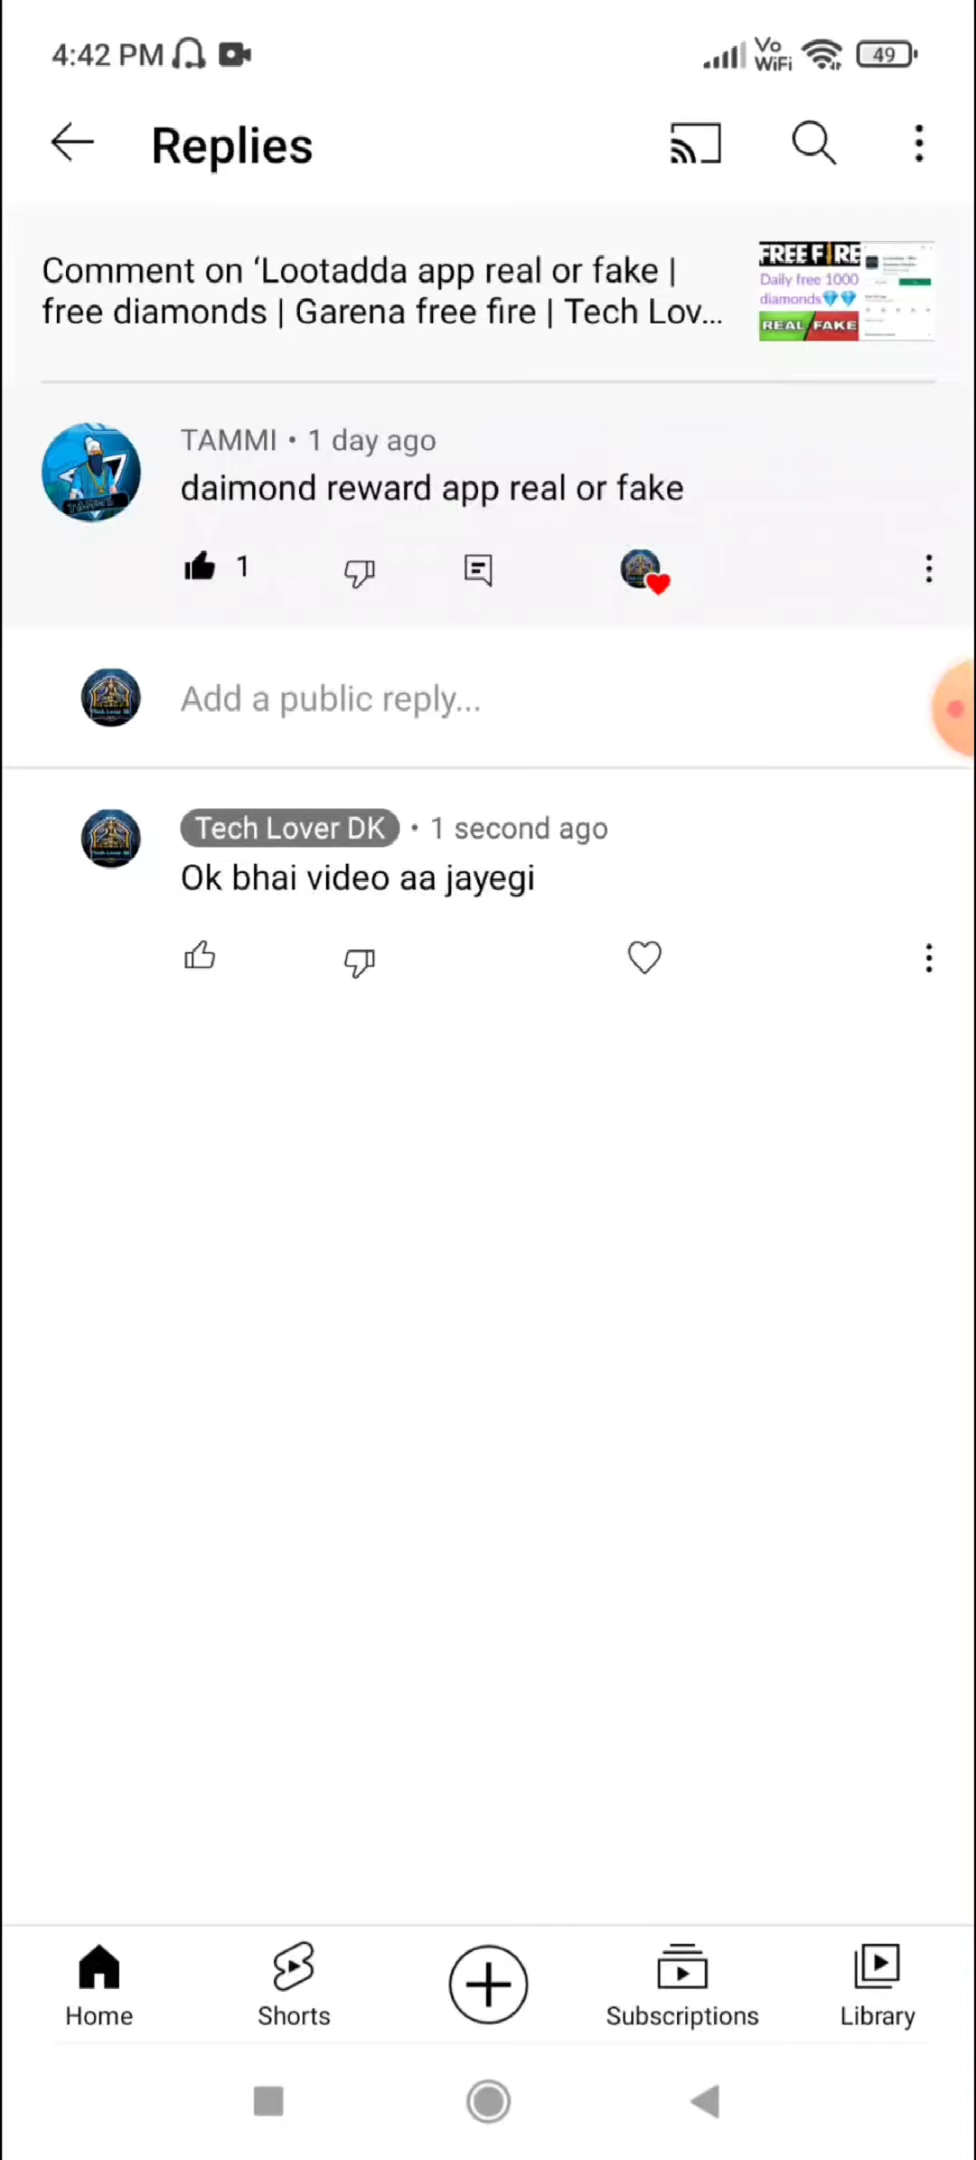 4:42 PM
Vo
WiFi
49
Replies
Comment on ‘Lootadda app real or fake |
free diamonds | Garena free fire | Tech Lov...
FREE FIRE
Daily free 1000
diamonds💎💎
REAL FAKE
TAMMI • 1 day ago
daimond reward app real or fake
1
Add a public reply...
Tech Lover DK • 1 second ago
Ok bhai video aa jayegi
Home
Shorts
Subscriptions
Library